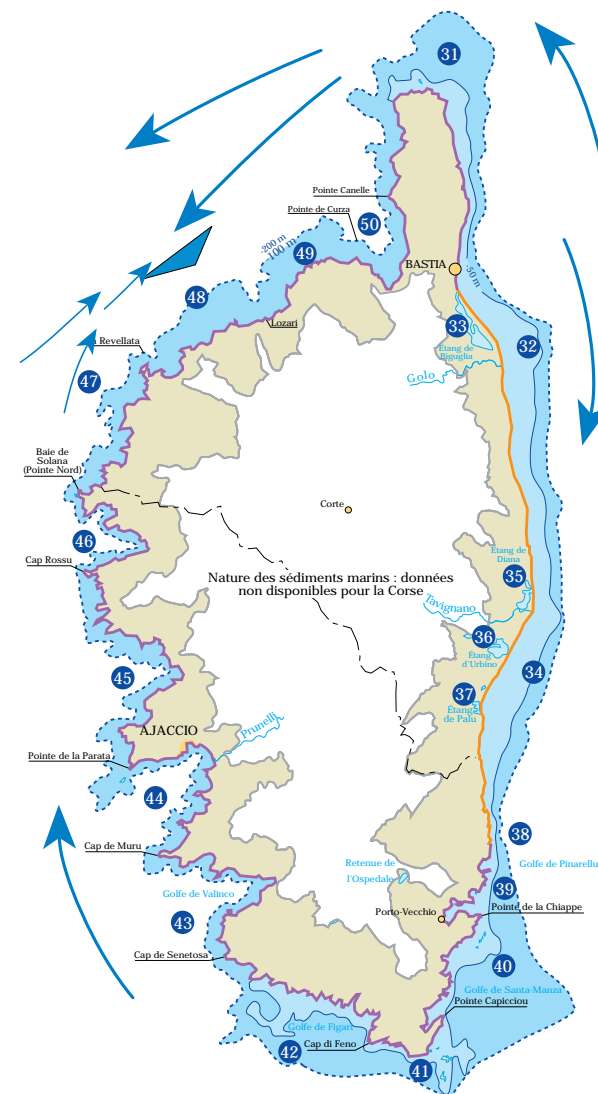 31
Pointe Canelle
Pointe de Curza
50
-200 m
-100 m
49
BASTIA
-50 m
48
Lozari
33
Étang de
Biguglia
32
Revellata
Golo
47
Baie de
Solana
(Pointe Nord)
Corte
46
Cap Rossu
Étang de
Diana
35
Nature des sédiments marins : données
non disponibles pour la Corse
Tavignano
36
Étang
d'Urbino
34
45
37
Étang
de Palu
AJACCIO
Prunelli
Pointe de la Parata
44
38
Cap de Muru
Retenue de
l'Ospedale
Golfe de Pinarellu
39
Golfe de Valinco
Porto-Vecchio
Pointe de la Chiappe
43
Cap de Senetosa
40
Golfe de Santa-Manza
Pointe Capicciou
Golfe de Figari
Cap di Feno
42
41